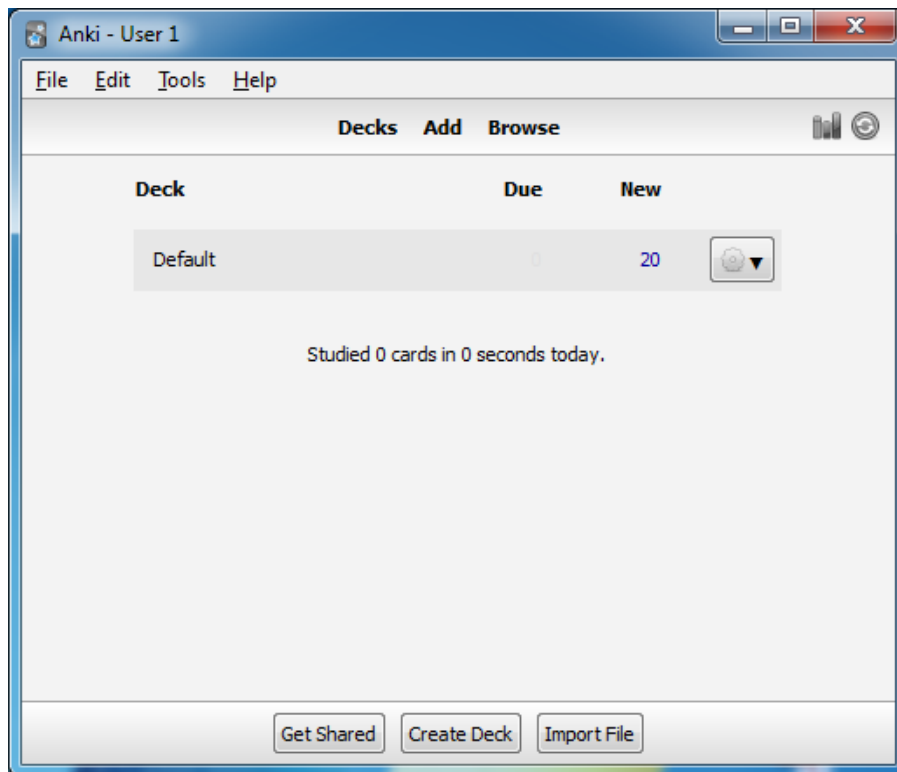 Anki - User 1
File Edit Tools Help
Decks Add Browse
Deck Due New
Default 0 20
Studied 0 cards in 0 seconds today.
Get Shared Create Deck Import File